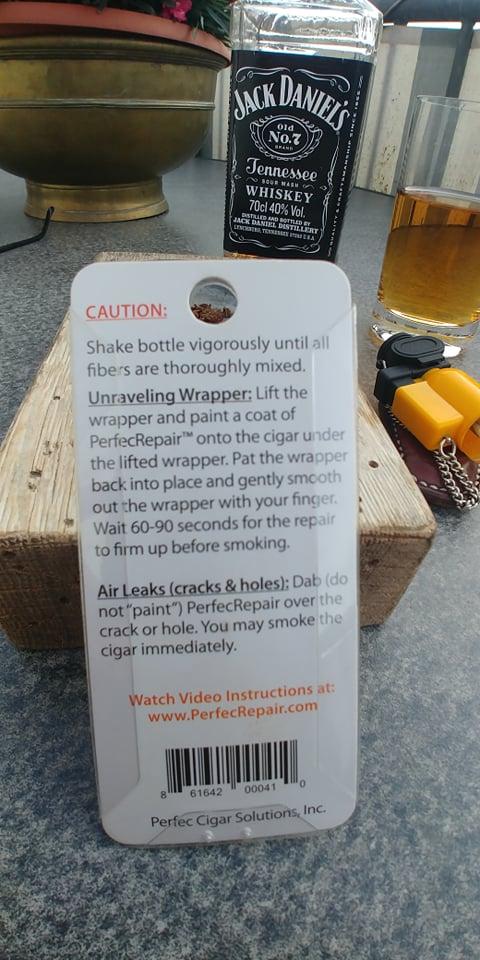 JACK DANIEL'S
Old
No.7
BRAND
Tennessee
SOUR MASH
WHISKEY
70cl 40% Vol.
DISTILLED AND BOTTLED BY
JACK DANIEL DISTILLERY
LYNCHBURG, TENNESSEE 37352 U.S.A.
CAUTION:
Shake bottle vigorously until all
fibers are thoroughly mixed.
Unraveling Wrapper: Lift the
wrapper and paint a coat of
PerfecRepair™ onto the cigar under
the lifted wrapper. Pat the wrapper
back into place and gently smooth
out the wrapper with your finger.
Wait 60-90 seconds for the repair
to firm up before smoking.
Air Leaks (cracks & holes): Dab (do
not "paint") PerfecRepair over the
crack or hole. You may smoke the
cigar immediately.
Watch Video Instructions at:
www.PerfecRepair.com
8 61642 00041 0
Perfec Cigar Solutions, Inc.